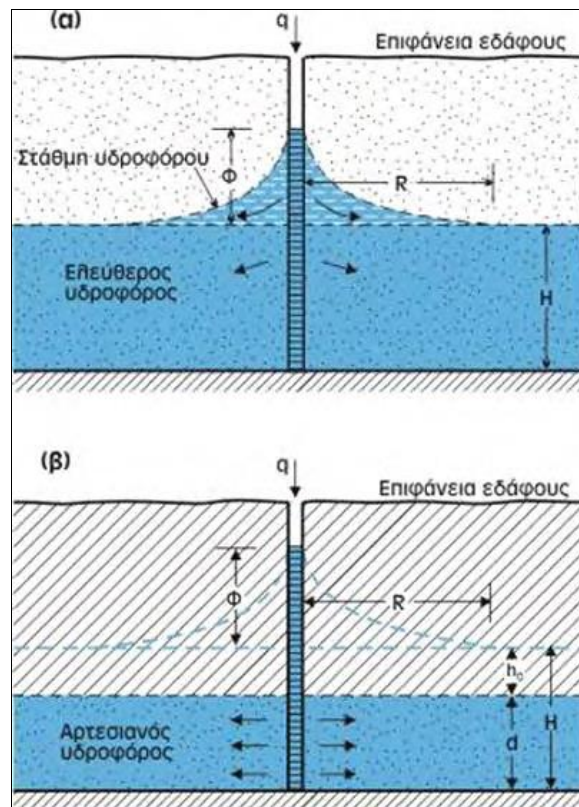 (α)
q
Επιφάνεια εδάφους
Στάθμη υδροφόρου
Φ
R
Ελεύθερος
υδροφόρος
H
(β)
q
Επιφάνεια εδάφους
Φ
R
h₀
H
d
Αρτεσιανός
υδροφόρος